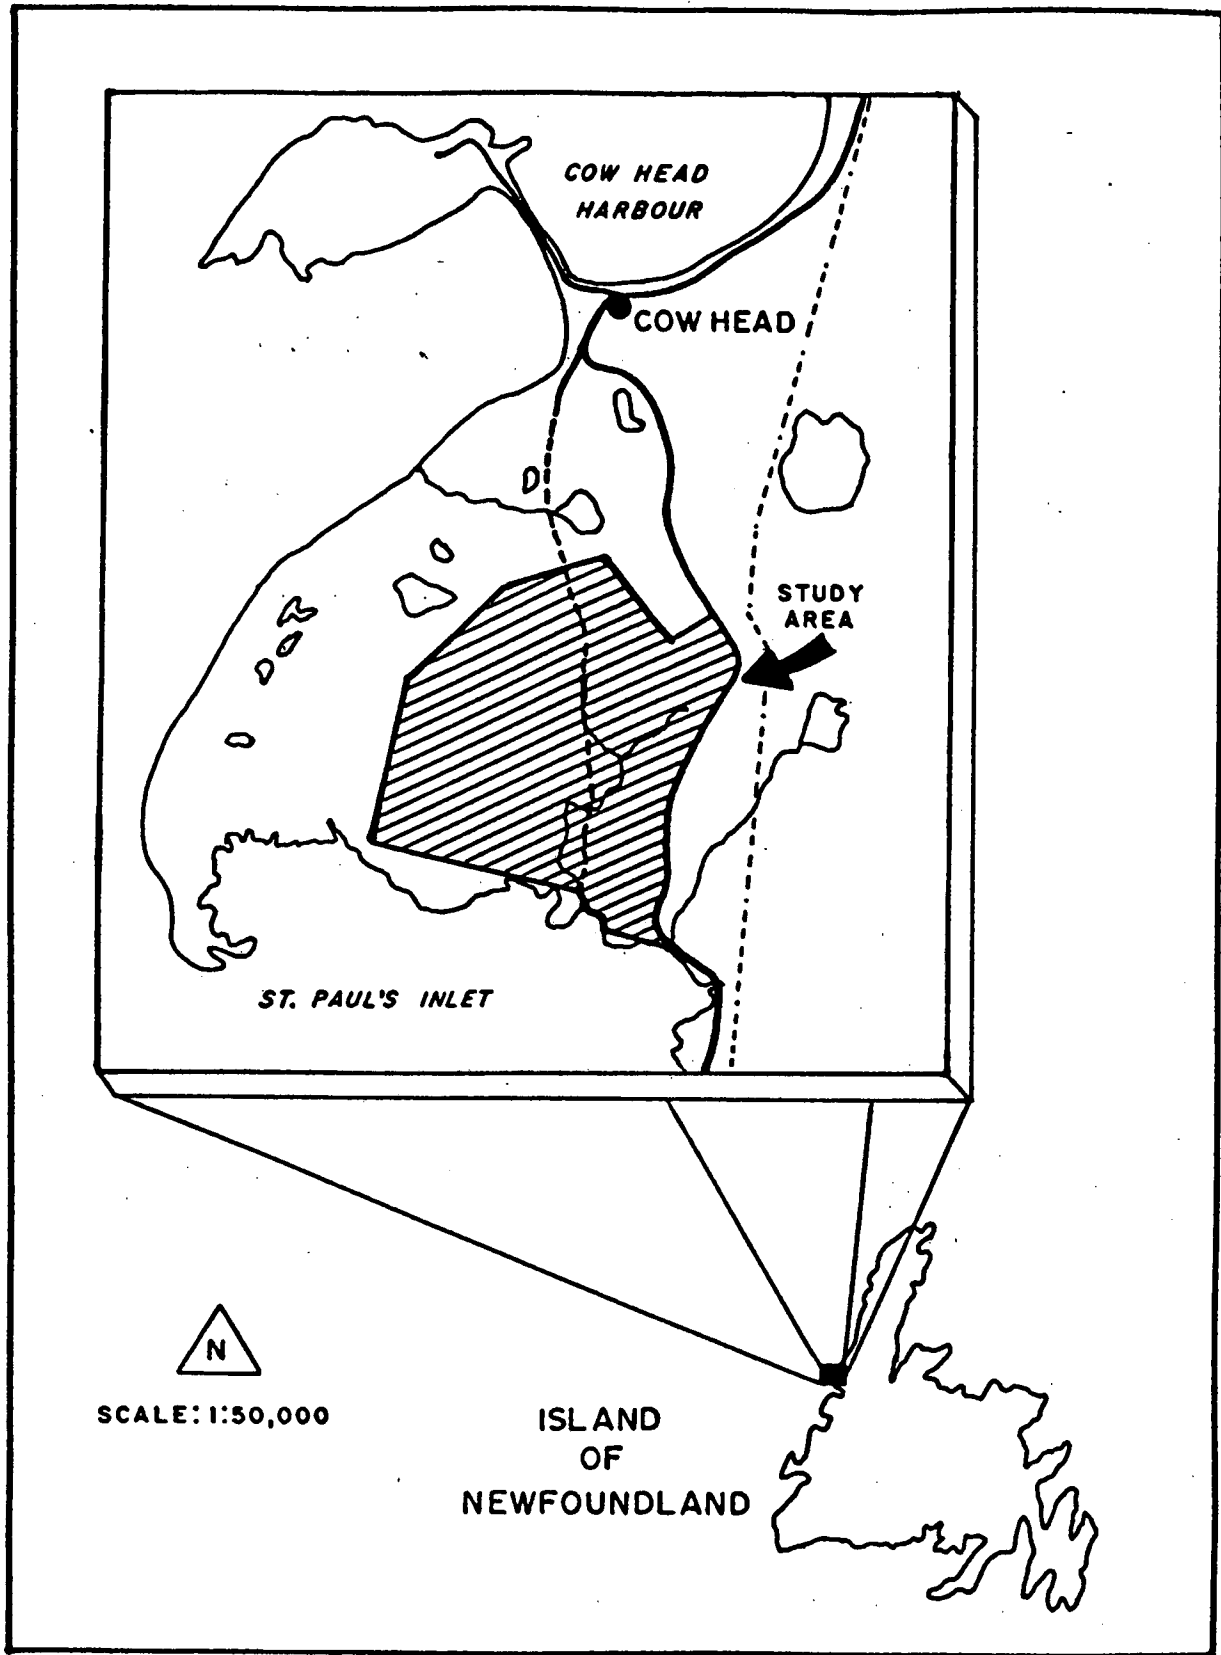 COW HEAD
HARBOUR
COW HEAD
STUDY
AREA
ST. PAUL'S INLET
N
SCALE: 1:50,000
ISLAND
OF
NEWFOUNDLAND